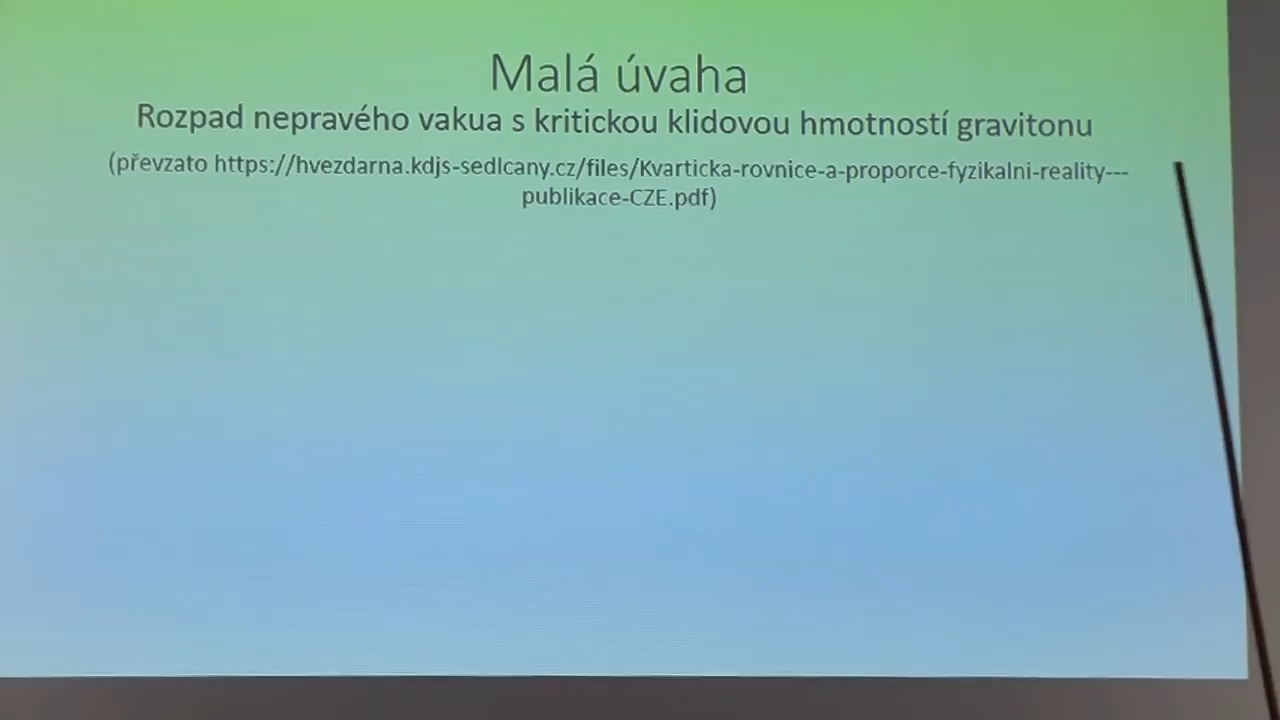 Malá úvaha
Rozpad nepravého vakua s kritickou klidovou hmotností gravitonu
(převzato https://hvezdarna.kdjs-sedlcany.cz/files/Kvarticka-rovnice-a-proporce-fyzikalni-reality---
publikace-CZE.pdf)